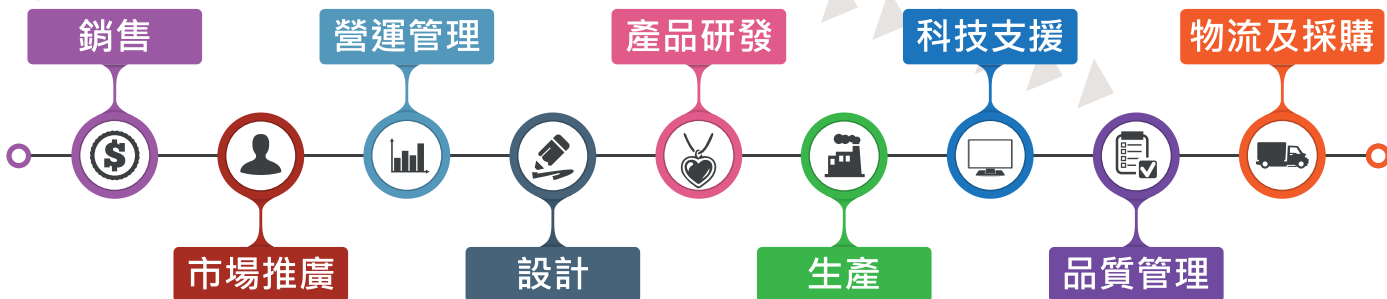 銷售
營運管理
產品研發
科技支援
物流及採購
市場推廣
設計
生產
品質管理